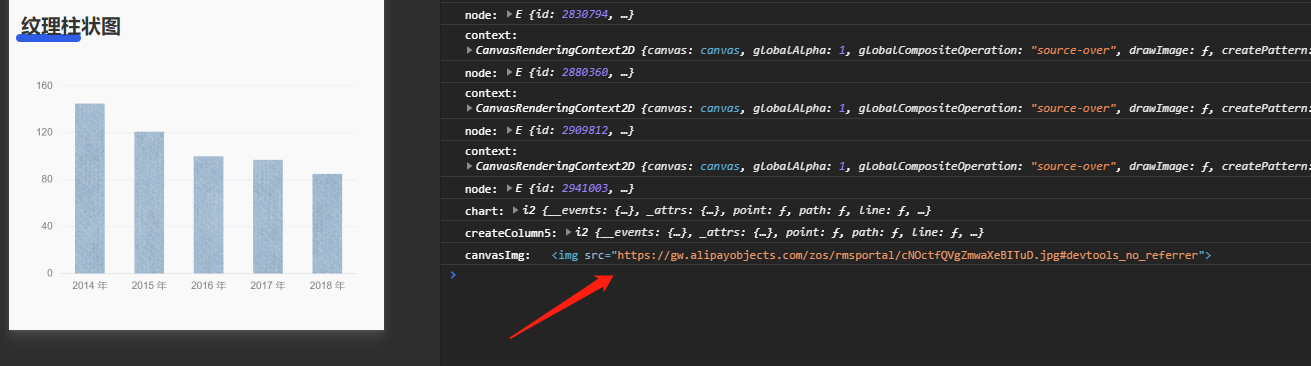 纹理柱状图
160
120
80
40
0
2014 年 2015 年 2016 年 2017 年 2018 年
node: ▶E {id: 2830794, …}
context:
▶CanvasRenderingContext2D {canvas: canvas, globalAlpha: 1, globalCompositeOperation: "source-over", drawImage: ƒ, createPattern:
node: ▶E {id: 2880360, …}
context:
▶CanvasRenderingContext2D {canvas: canvas, globalAlpha: 1, globalCompositeOperation: "source-over", drawImage: ƒ, createPattern:
node: ▶E {id: 2909812, …}
context:
▶CanvasRenderingContext2D {canvas: canvas, globalAlpha: 1, globalCompositeOperation: "source-over", drawImage: ƒ, createPattern:
node: ▶E {id: 2941003, …}
chart: ▶i2 {__events: {…}, _attrs: {…}, point: ƒ, path: ƒ, line: ƒ, …}
createColumn5: ▶i2 {__events: {…}, _attrs: {…}, point: ƒ, path: ƒ, line: ƒ, …}
canvasImg: <img src="https://gw.alipayobjects.com/zos/rmsportal/cNOctfQVgZmwaXeBITuD.jpg#devtools_no_referrer">